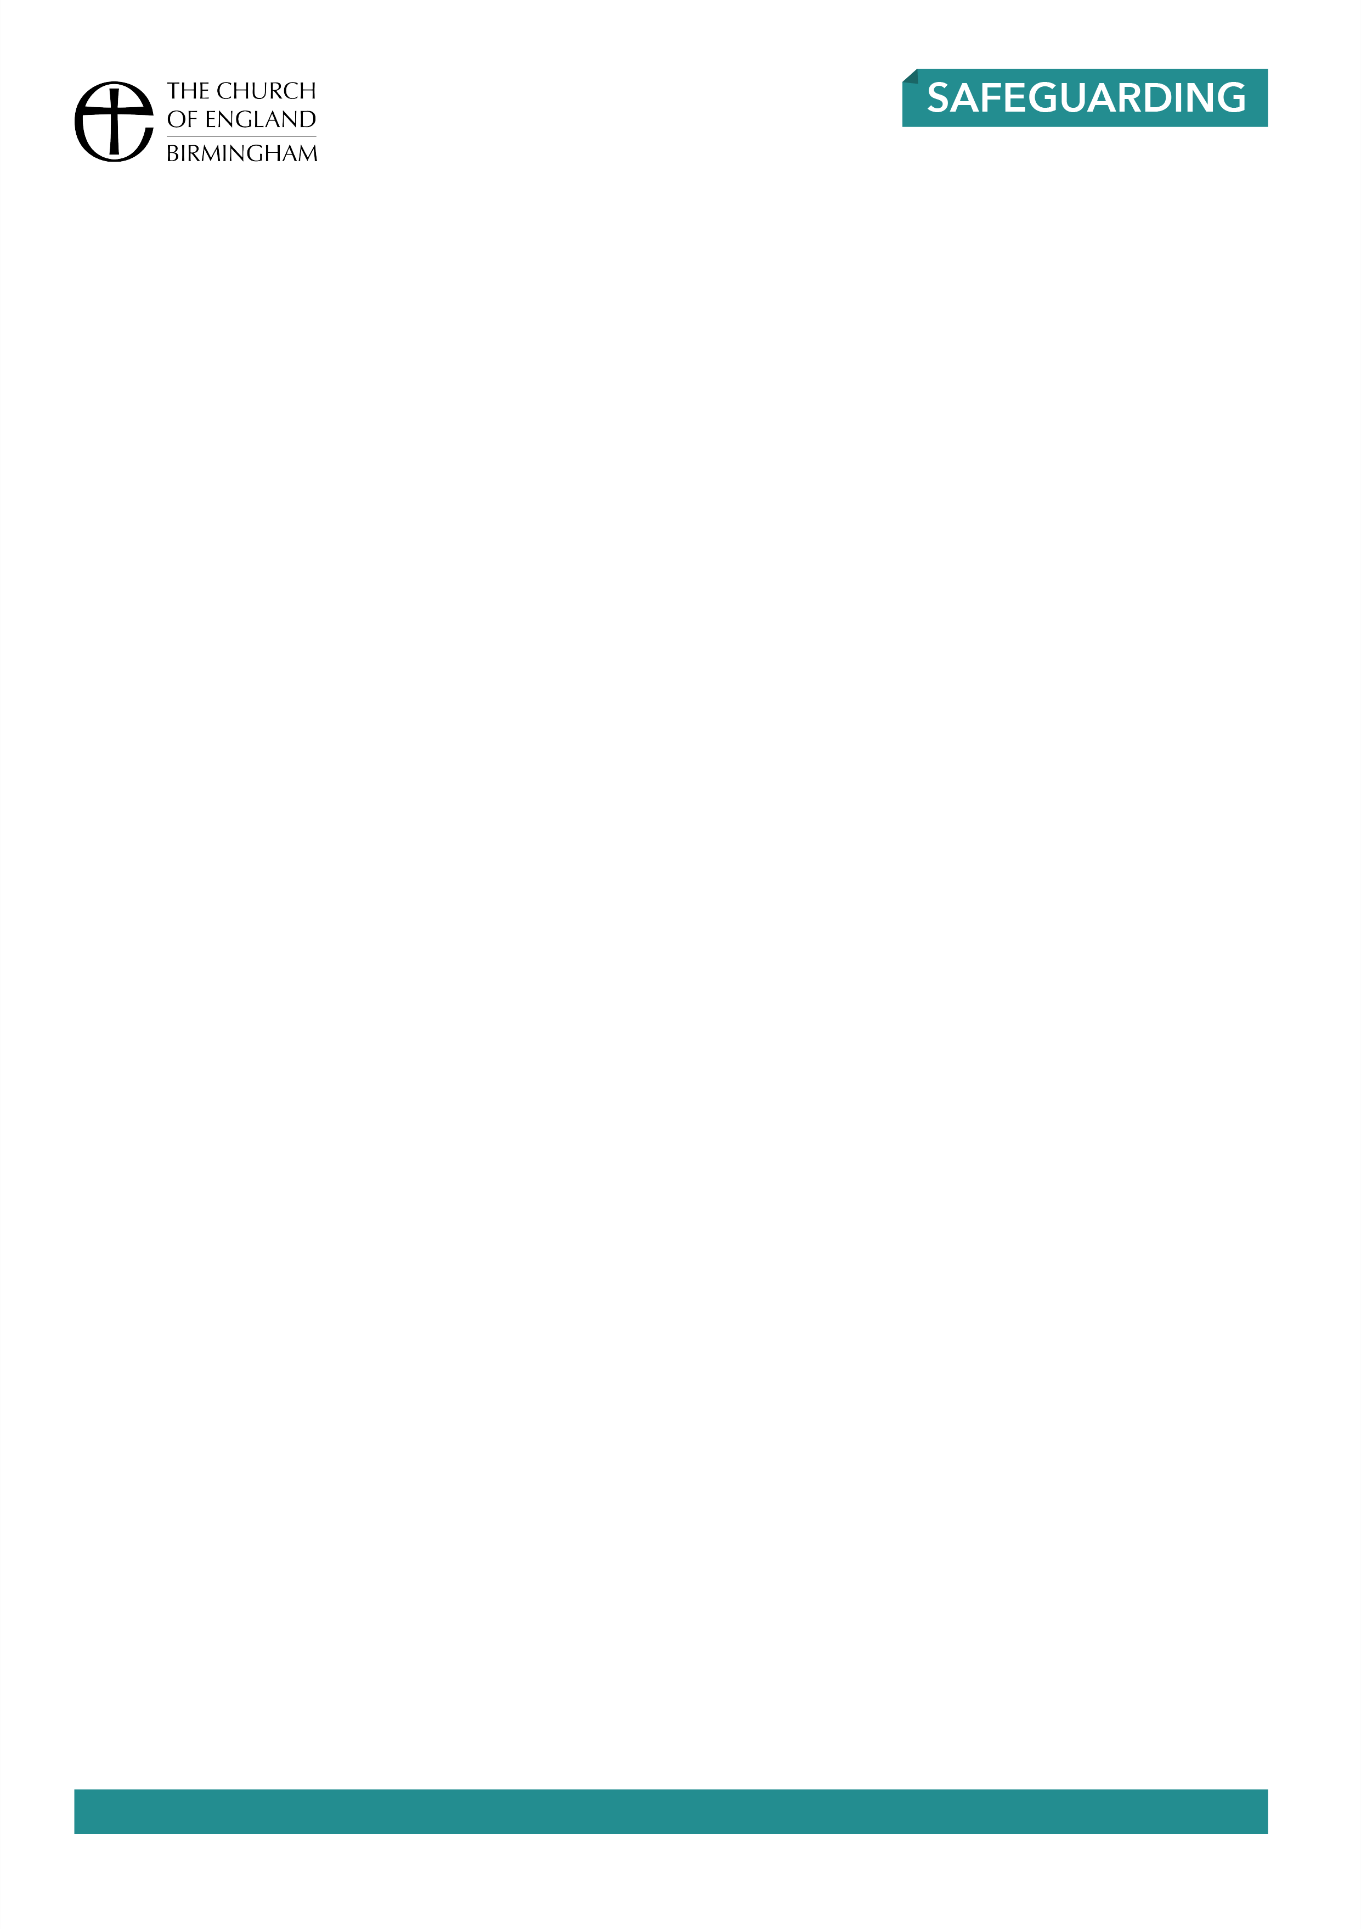 THE CHURCH
OF ENGLAND
BIRMINGHAM
SAFEGUARDING